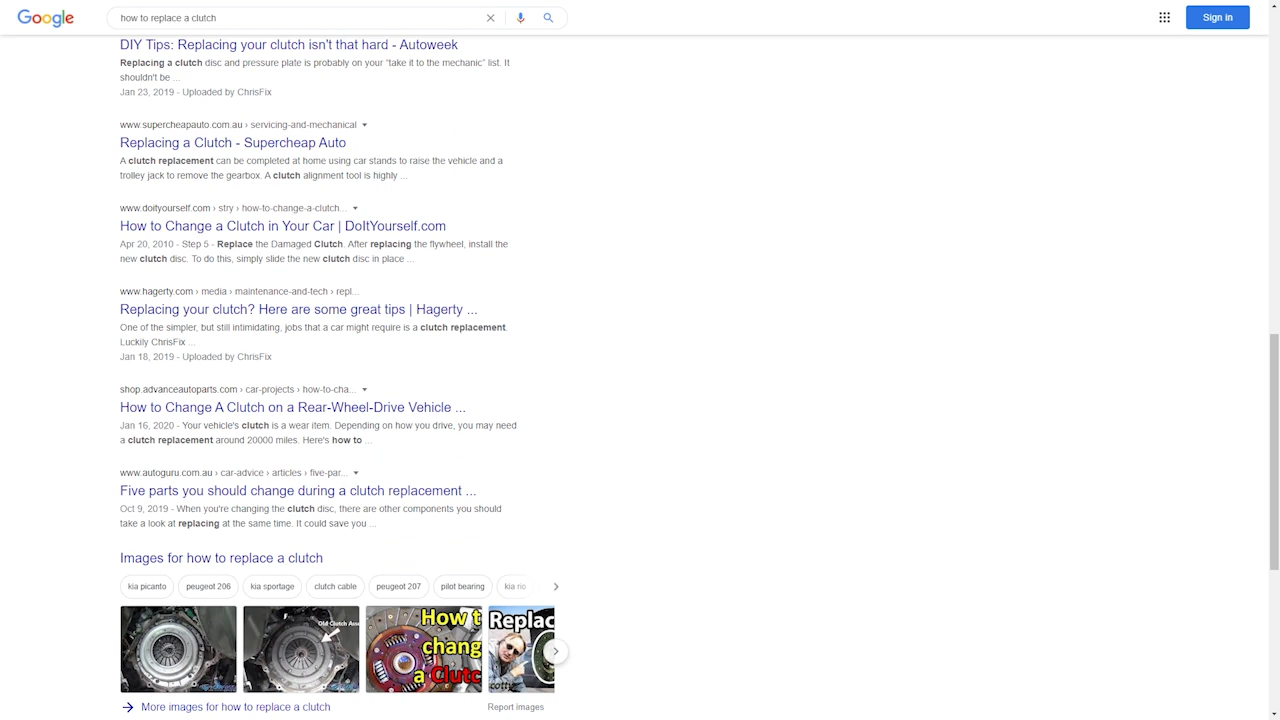 Google
how to replace a clutch
Sign in
DIY Tips: Replacing your clutch isn't that hard - Autoweek
Replacing a clutch disc and pressure plate is probably on your "take it to the mechanic" list. It
shouldn't be ...
Jan 23, 2019 - Uploaded by ChrisFix
www.supercheapauto.com.au › servicing-and-mechanical
Replacing a Clutch - Supercheap Auto
A clutch replacement can be completed at home using car stands to raise the vehicle and a
trolley jack to remove the gearbox. A clutch alignment tool is highly ...
www.doityourself.com › stry › how-to-change-a-clutch...
How to Change a Clutch in Your Car | DoItYourself.com
Apr 20, 2010 - Step 5 - Replace the Damaged Clutch. After replacing the flywheel, install the
new clutch disc. To do this, simply slide the new clutch disc in place ...
www.hagerty.com › media › maintenance-and-tech › repl...
Replacing your clutch? Here are some great tips | Hagerty ...
One of the simpler, but still intimidating, jobs that a car might require is a clutch replacement.
Luckily ChrisFix ...
Jan 18, 2019 - Uploaded by ChrisFix
shop.advanceautoparts.com › car-projects › how-to-cha...
How to Change A Clutch on a Rear-Wheel-Drive Vehicle ...
Jan 16, 2020 - Your vehicle's clutch is a wear item. Depending on how you drive, you may need
a clutch replacement around 20000 miles. Here's how to ...
www.autoguru.com.au › car-advice › articles › five-par...
Five parts you should change during a clutch replacement ...
Oct 9, 2019 - When you're changing the clutch disc, there are other components you should
take a look at replacing at the same time. It could save you ...
Images for how to replace a clutch
kia picanto peugeot 206 kia sportage clutch cable peugeot 207 pilot bearing kia rio
Old Clutch Ass
How t
chang
a Clutc
Replac
scotty
More images for how to replace a clutch
Report images